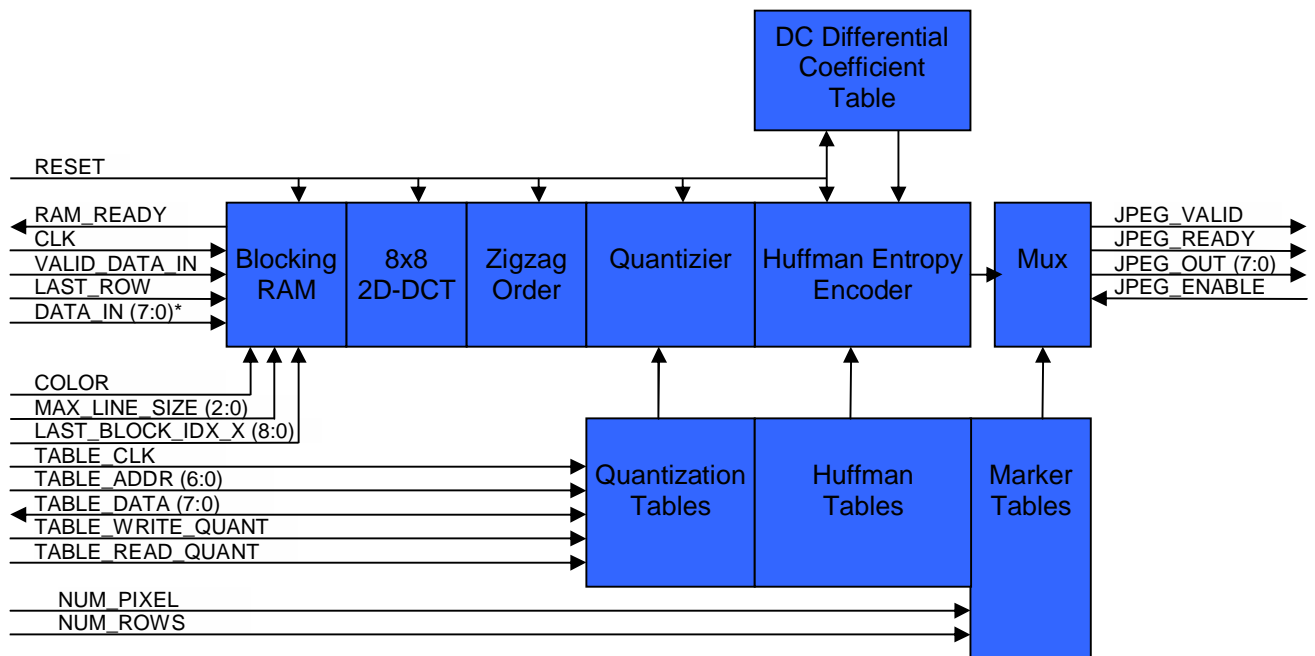 DC Differential
Coefficient
Table
RESET
RAM_READY
CLK
VALID_DATA_IN
LAST_ROW
DATA_IN (7:0)*
Blocking
RAM
8x8
2D-DCT
Zigzag
Order
Quantizier
Huffman Entropy
Encoder
Mux
JPEG_VALID
JPEG_READY
JPEG_OUT (7:0)
JPEG_ENABLE
COLOR
MAX_LINE_SIZE (2:0)
LAST_BLOCK_IDX_X (8:0)
TABLE_CLK
TABLE_ADDR (6:0)
TABLE_DATA (7:0)
TABLE_WRITE_QUANT
TABLE_READ_QUANT
Quantization
Tables
Huffman
Tables
Marker
Tables
NUM_PIXEL
NUM_ROWS